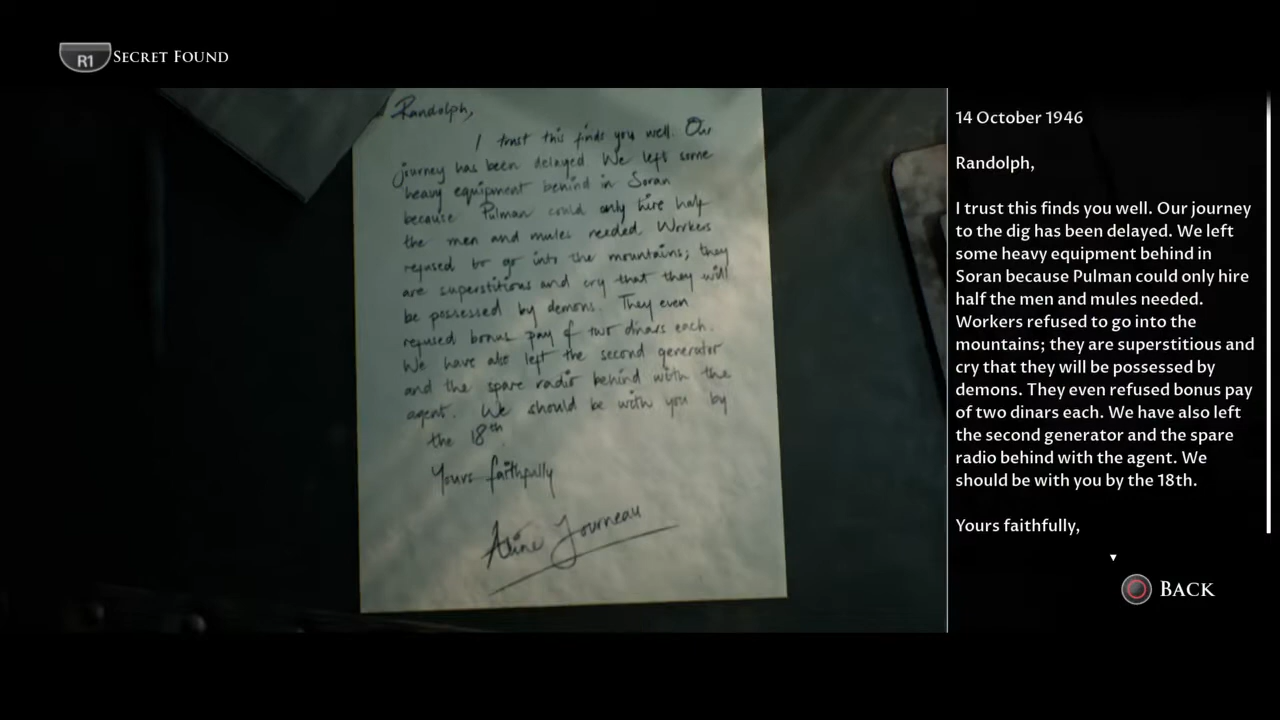 R1 SECRET FOUND
Randolph,
I trust this finds you well. Our
journey has been delayed. We left some
heavy equipment behind in Soran
because Pulman could only hire half
the men and mules needed. Workers
refused to go into the mountains; they
are superstitious and cry that they will
be possessed by demons. They even
refused bonus pay of two dinars each.
We have also left the second generator
and the spare radio behind with the
agent. We should be with you by
the 18th.
Yours faithfully
Aline Journeau
14 October 1946
Randolph,
I trust this finds you well. Our journey
to the dig has been delayed. We left
some heavy equipment behind in
Soran because Pulman could only hire
half the men and mules needed.
Workers refused to go into the
mountains; they are superstitious and
cry that they will be possessed by
demons. They even refused bonus pay
of two dinars each. We have also left
the second generator and the spare
radio behind with the agent. We
should be with you by the 18th.
Yours faithfully,
BACK